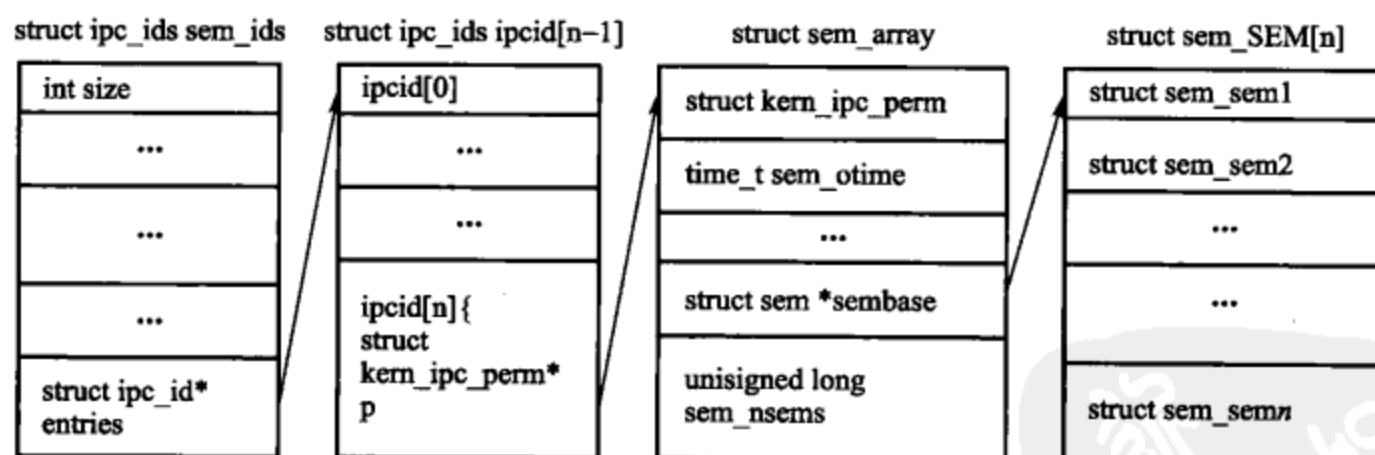 struct ipc_ids sem_ids
int size
...
...
...
struct ipc_id*
entries
struct ipc_ids ipcid[n−1]
ipcid[0]
...
...
ipcid[n]{
struct
kern_ipc_perm*
p
struct sem_array
struct kern_ipc_perm
time_t sem_otime
...
struct sem *sembase
unisigned long
sem_nsems
struct sem_SEM[n]
struct sem_sem1
struct sem_sem2
...
...
struct sem_semn